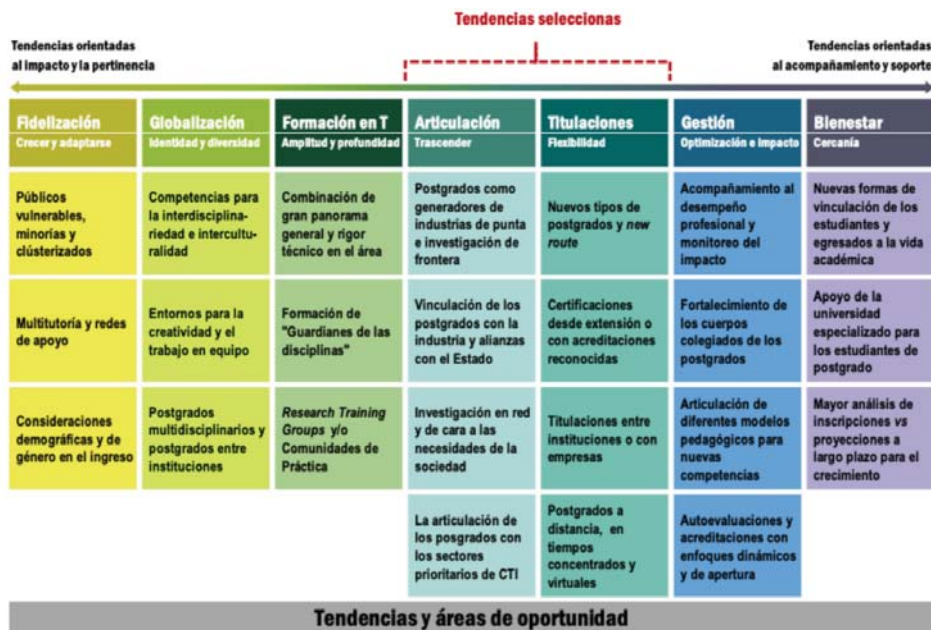 Tendencias seleccionas
Tendencias orientadas
al impacto y la pertinencia
Tendencias orientadas
al acompañamiento y soporte
Fidelización
Crecer y adaptarse
Globalización
Identidad y diversidad
Formación en T
Amplitud y profundidad
Articulación
Trascender
Titulaciones
Flexibilidad
Gestión
Optimización e impacto
Bienestar
Cercanía
Públicos
vulnerables,
minorías y
clústerizados
Competencias para
la interdisciplina-
riedad e intercultu-
ralidad
Combinación de
gran panorama
general y rigor
técnico en el área
Postgrados como
generadores de
industrias de punta
e investigación de
frontera
Nuevos tipos de
postgrados y new
route
Acompañamiento al
desempeño
profesional y
monitoreo del
impacto
Nuevas formas de
vinculación de los
estudiantes y
egresados a la vida
académica
Multitutoría y redes
de apoyo
Entornos para la
creatividad y el
trabajo en equipo
Formación de
"Guardianes de las
disciplinas"
Vinculación de los
postgrados con la
industria y alianzas
con el Estado
Certificaciones
desde extensión o
con acreditaciones
reconocidas
Fortalecimiento de
los cuerpos
colegiados de los
postgrados
Apoyo de la
universidad
especializado para
los estudiantes de
postgrado
Consideraciones
demográficas y de
género en el ingreso
Postgrados
multidisciplinarios y
postgrados entre
instituciones
Research Training
Groups y/o
Comunidades de
Práctica
Investigación en red
y de cara a las
necesidades de la
sociedad
Titulaciones entre
instituciones o con
empresas
Articulación de
diferentes modelos
pedagógicos para
nuevas
competencias
Mayor análisis de
inscripciones vs
proyecciones a
largo plazo para el
crecimiento
La articulación de
los posgrados con
los sectores
prioritarios de CTI
Postgrados a
distancia, en
tiempos
concentrados y
virtuales
Autoevaluaciones y
acreditaciones con
enfoques dinámicos
y de apertura
Tendencias y áreas de oportunidad